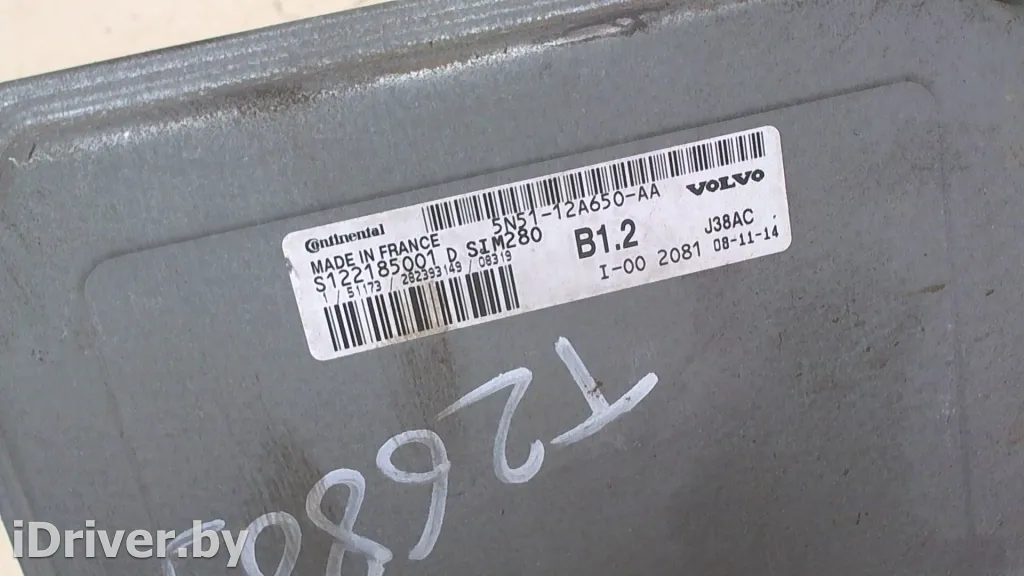 Continental
5N51-12A650-AA
VOLVO
MADE IN FRANCE
S122185001 D SIM280
B1.2
J38AC
1 / 51173 / 282393149 / 08319
I-00 2081 08-11-14
T2680
iDriver.by